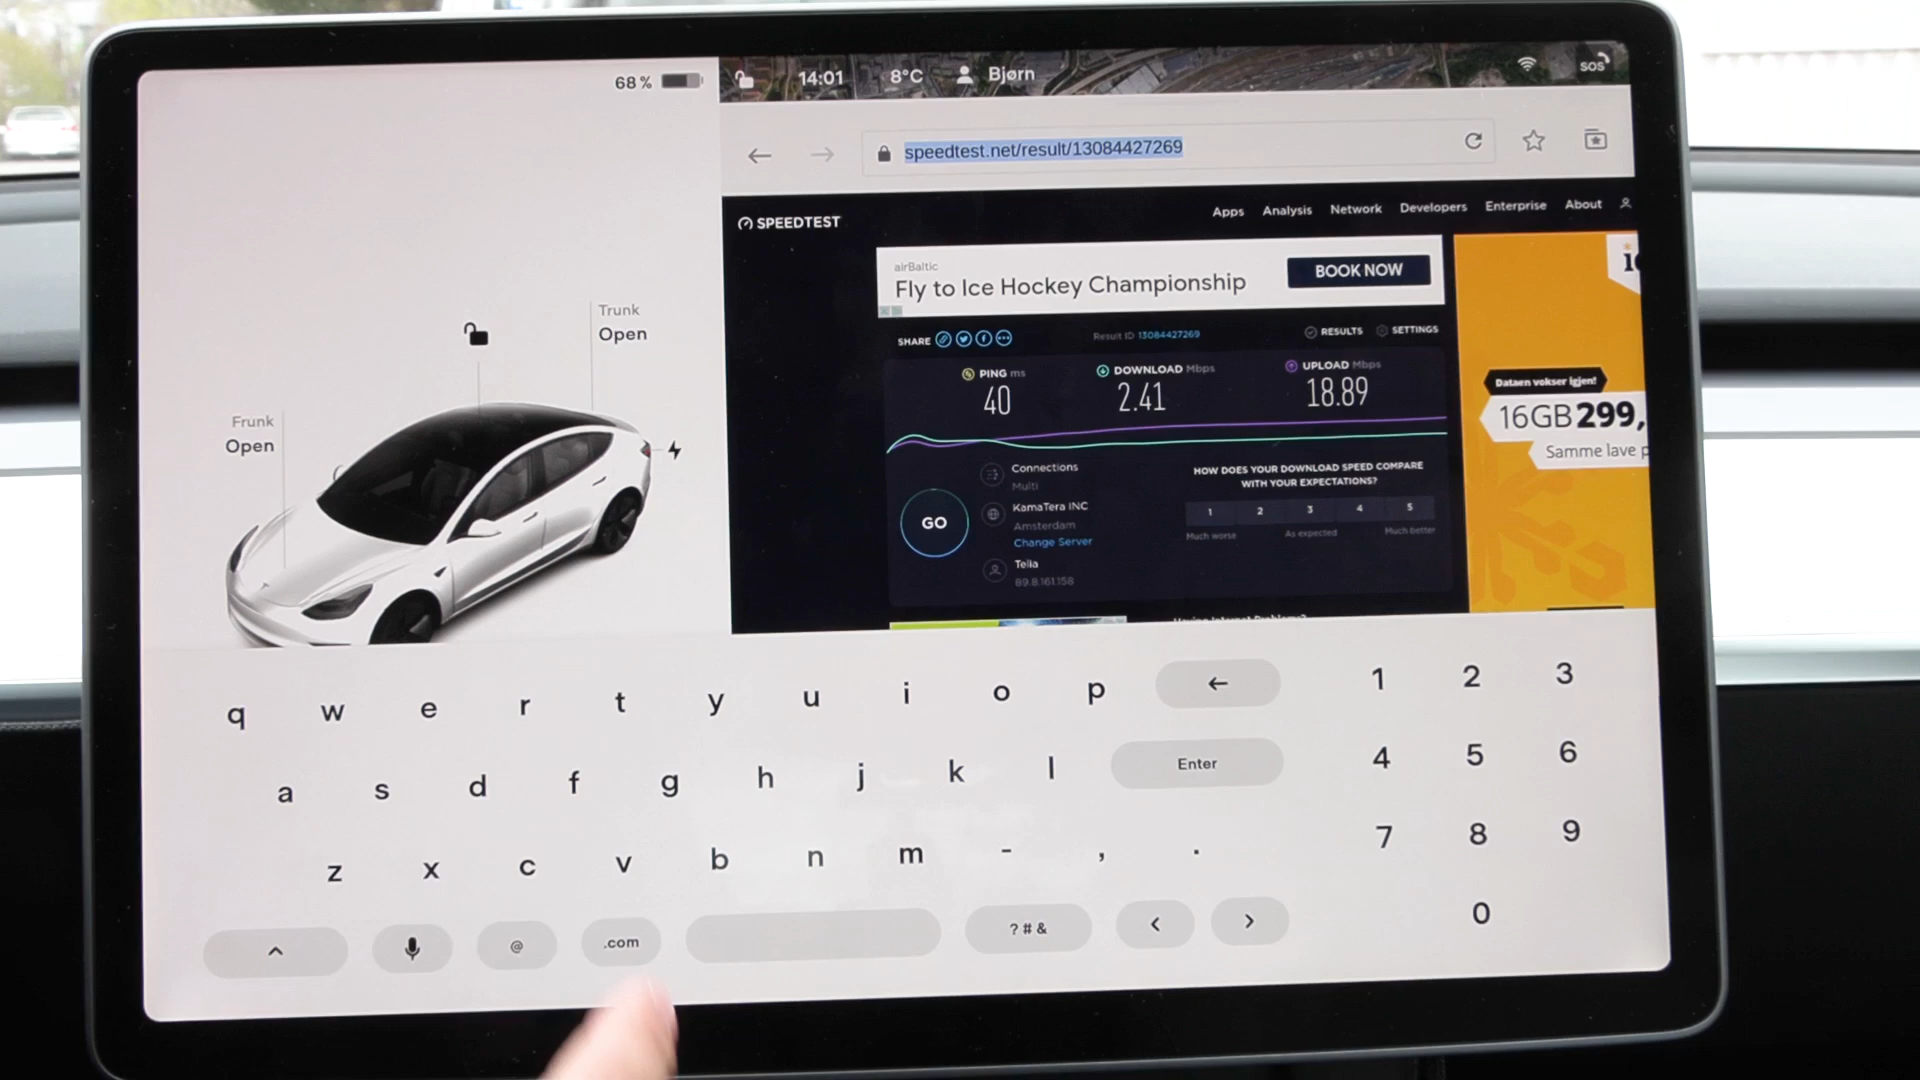 68 %
14:01 8°C Bjørn SOS
speedtest.net/result/13084427269
SPEEDTEST
Apps Analysis Network Developers Enterprise About
airBaltic
Fly to Ice Hockey Championship
BOOK NOW
SHARE
Result ID 13084427269
RESULTS SETTINGS
PING ms
40
DOWNLOAD Mbps
2.41
UPLOAD Mbps
18.89
GO
Connections
Multi
KamaTera INC
Amsterdam
Change Server
Telia
89.8.161.158
HOW DOES YOUR DOWNLOAD SPEED COMPARE
WITH YOUR EXPECTATIONS?
1 2 3 4 5
Much worse As expected Much better
Dataen vokser igjen!
16GB 299,
Samme lave
Trunk
Open
Frunk
Open
q w e r t y u i o p 1 2 3
a s d f g h j k l Enter 4 5 6
z x c v b n m - , . 7 8 9
@ .com ? # & < > 0